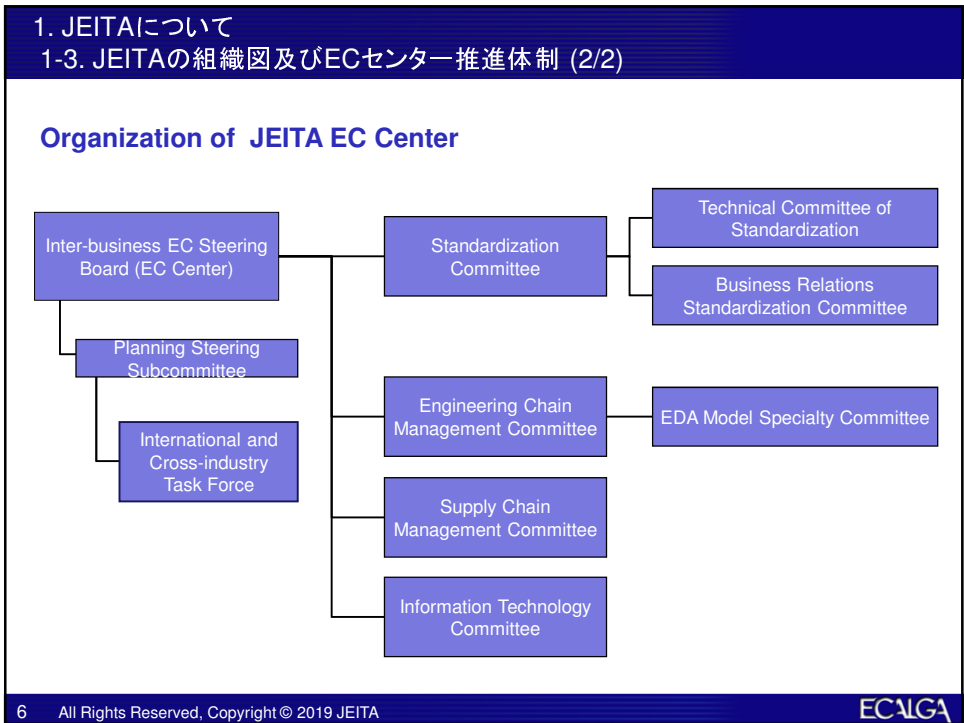 1. JEITAについて
1-3. JEITAの組織図及びECセンター推進体制 (2/2)
Organization of JEITA EC Center
Inter-business EC Steering
Board (EC Center)
Planning Steering
Subcommittee
International and
Cross-industry
Task Force
Standardization
Committee
Technical Committee of
Standardization
Business Relations
Standardization Committee
Engineering Chain
Management Committee
EDA Model Specialty Committee
Supply Chain
Management Committee
Information Technology
Committee
6 All Rights Reserved, Copyright © 2019 JEITA
ECALGA